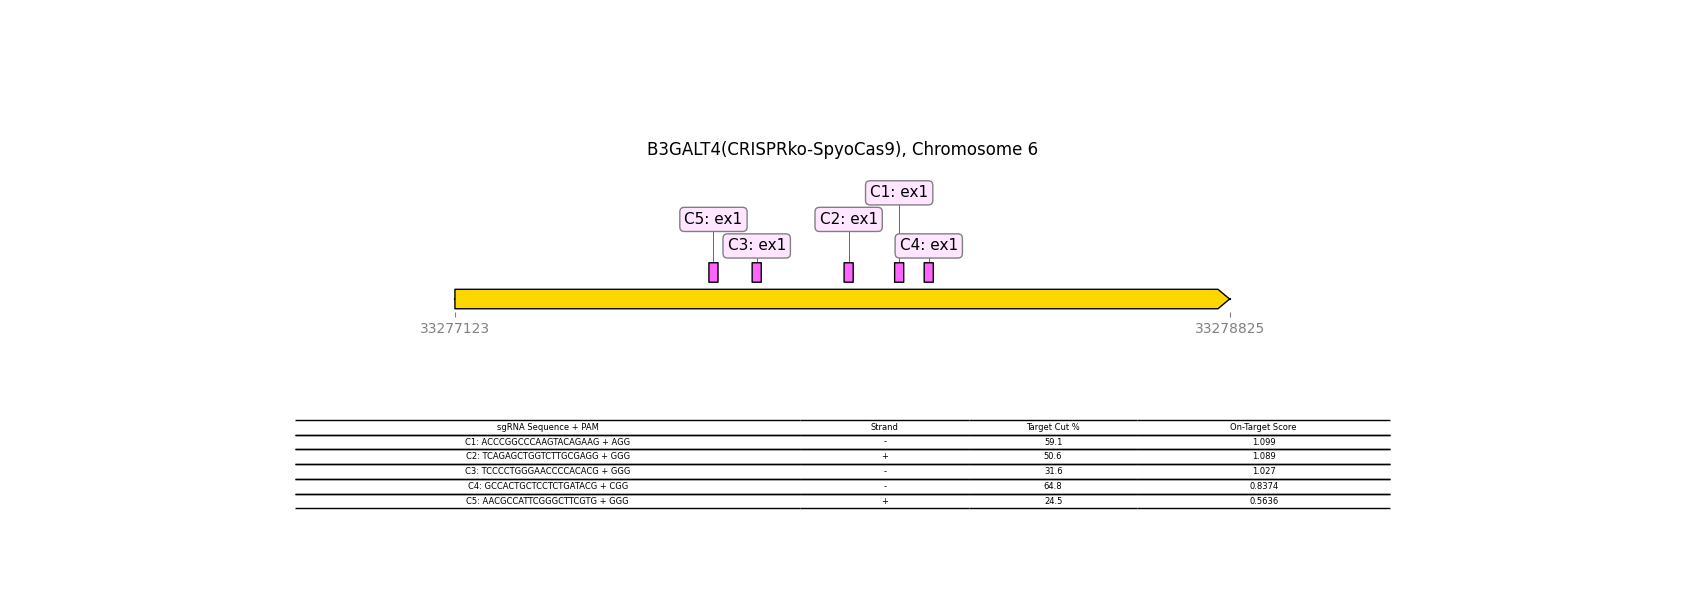 B3GALT4(CRISPRko-SpyoCas9), Chromosome 6
C1: ex1
C5: ex1
C2: ex1
C3: ex1
C4: ex1
33277123
33278825
sgRNA Sequence + PAM Strand Target Cut % On-Target Score
C1: ACCCGGCCCAAGTACAGAAG + AGG - 59.1 1.099
C2: TCAGAGCTGGTCTTGCGAGG + GGG + 50.6 1.089
C3: TCCCCTGGGAACCCCACACG + GGG - 31.6 1.027
C4: GCCACTGCTCCTCTGATACG + CGG - 64.8 0.8374
C5: AACGCCATTCGGGCTTCGTG + GGG + 24.5 0.5636